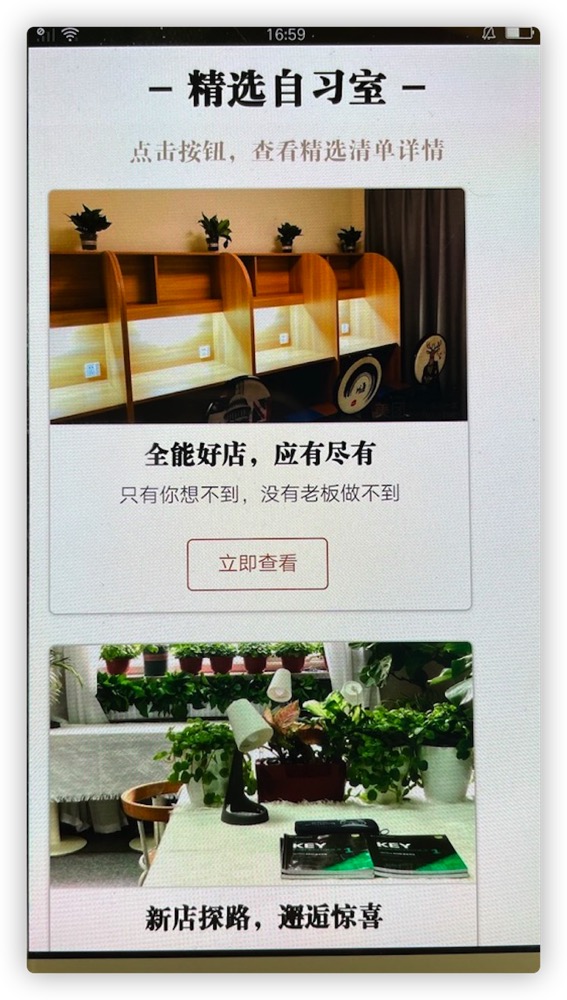 16:59
– 精选自习室 –
点击按钮，查看精选清单详情
全能好店，应有尽有
只有你想不到，没有老板做不到
立即查看
KEY
KEY
新店探路，邂逅惊喜